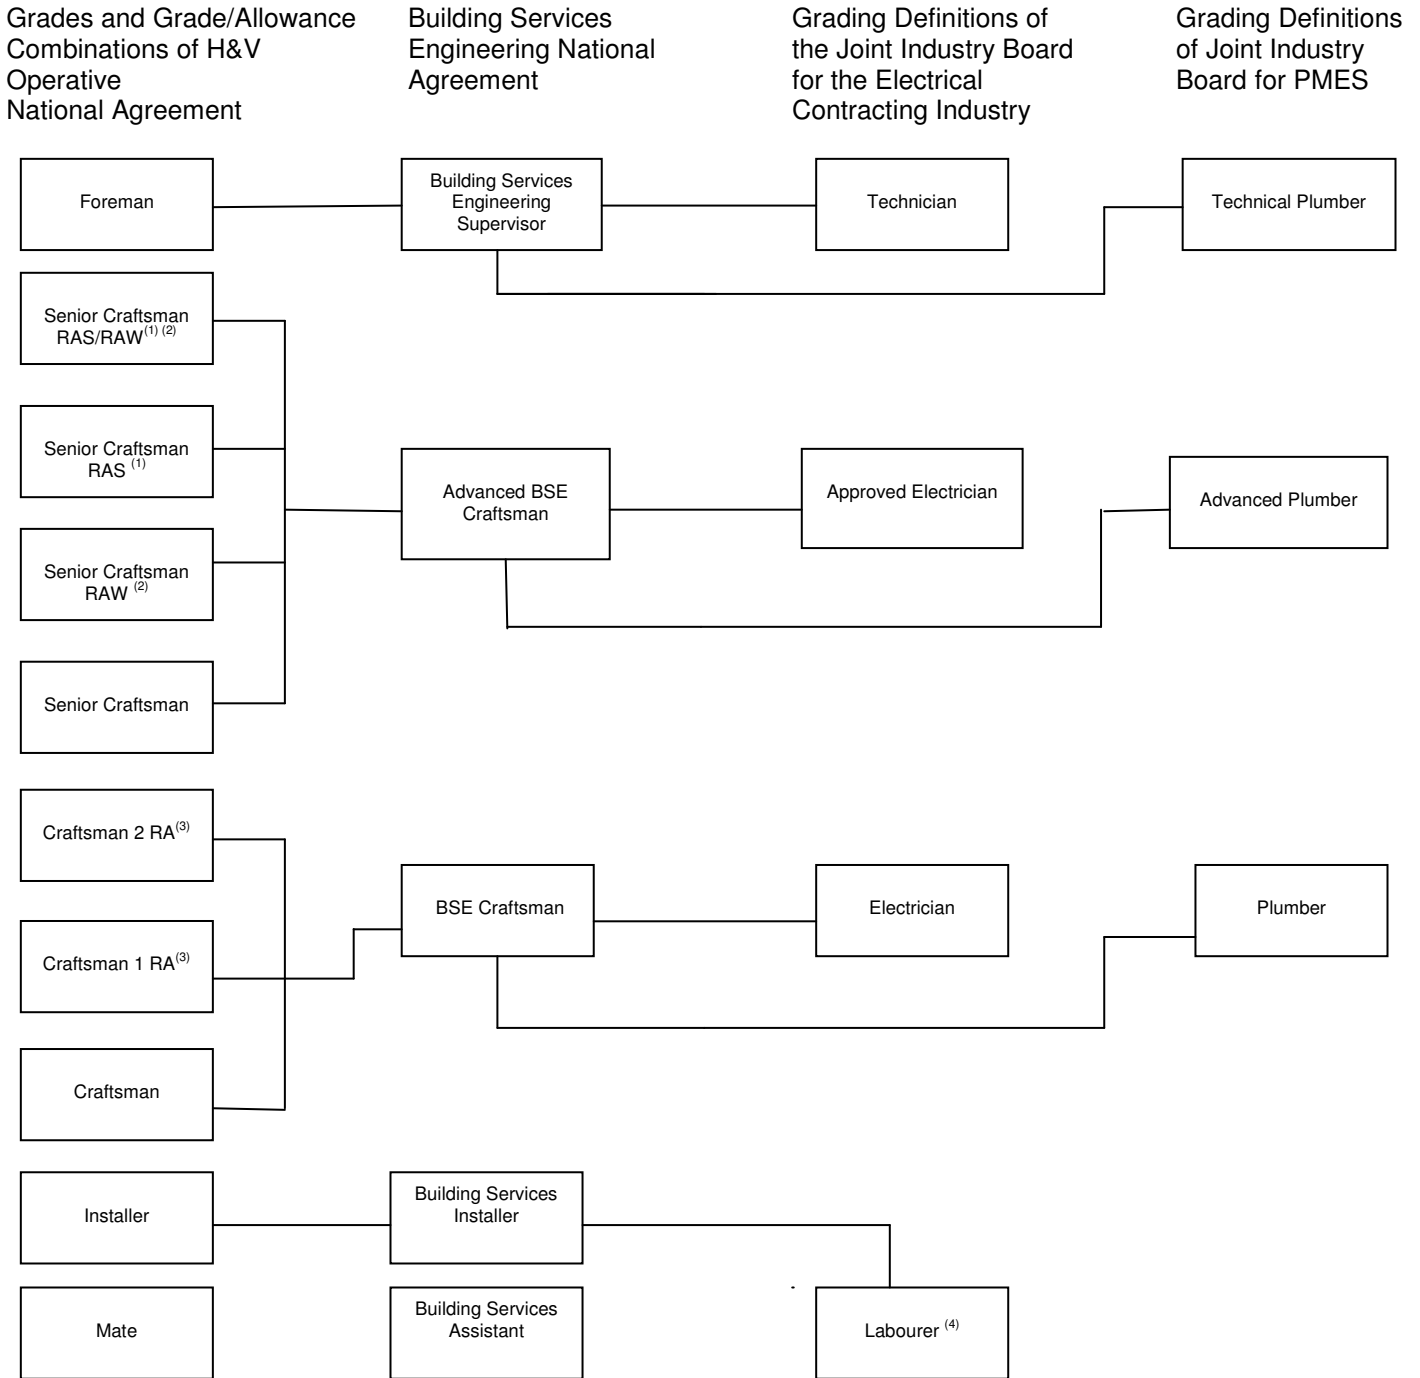 Grades and Grade/Allowance
Combinations of H&V
Operative
National Agreement
Building Services
Engineering National
Agreement
Grading Definitions of
the Joint Industry Board
for the Electrical
Contracting Industry
Grading Definitions
of Joint Industry
Board for PMES
Foreman
Building Services
Engineering
Supervisor
Technician
Technical Plumber
Senior Craftsman
RAS/RAW(1) (2)
Senior Craftsman
RAS (1)
Advanced BSE
Craftsman
Approved Electrician
Advanced Plumber
Senior Craftsman
RAW (2)
Senior Craftsman
Craftsman 2 RA(3)
BSE Craftsman
Electrician
Plumber
Craftsman 1 RA(3)
Craftsman
Installer
Building Services
Installer
Mate
Building Services
Assistant
Labourer (4)